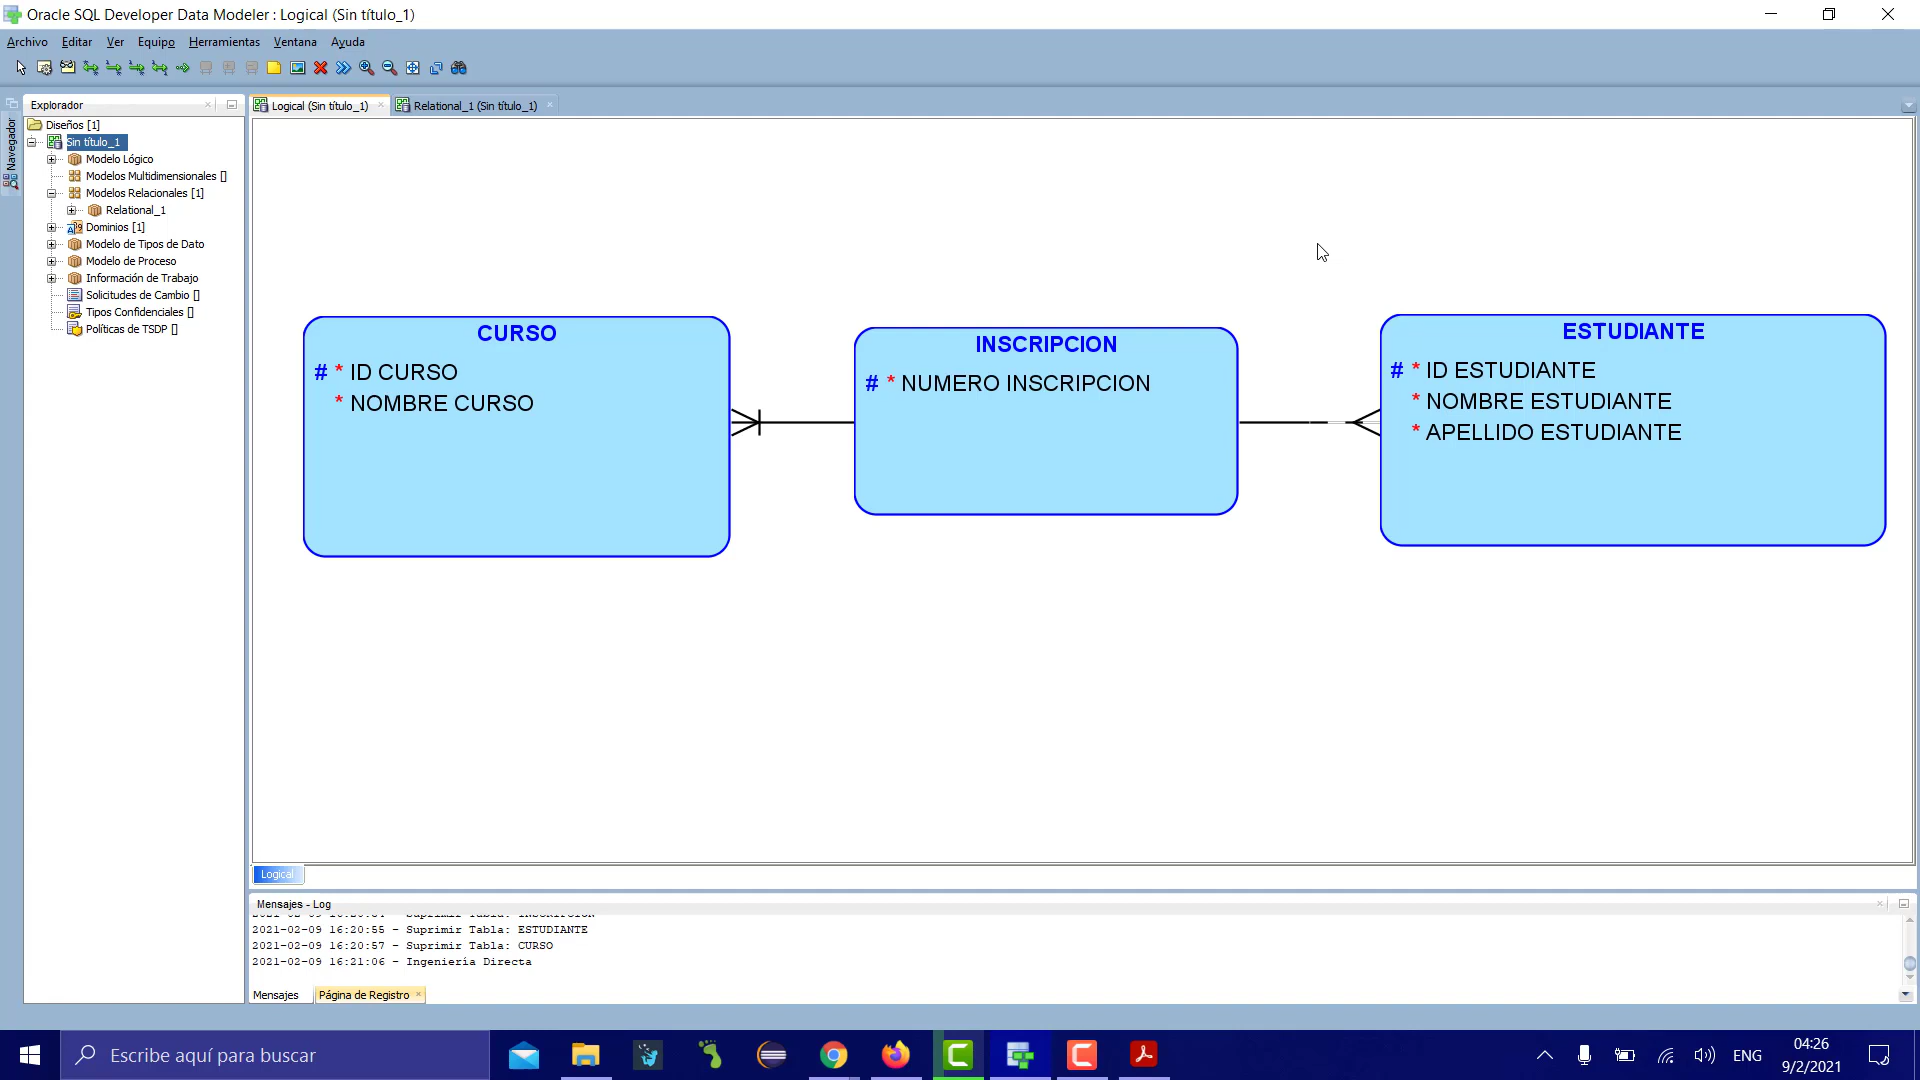 Oracle SQL Developer Data Modeler : Logical (Sin título_1)
Archivo Editar Ver Equipo Herramientas Ventana Ayuda
Navegador
Explorador
Diseños [1]
Sin título_1
Modelo Lógico
Modelos Multidimensionales []
Modelos Relacionales [1]
Relational_1
Dominios [1]
Modelo de Tipos de Dato
Modelo de Proceso
Información de Trabajo
Solicitudes de Cambio []
Tipos Confidenciales []
Políticas de TSDP []
Logical (Sin título_1) Relational_1 (Sin título_1)
CURSO
# * ID CURSO
* NOMBRE CURSO
INSCRIPCION
# * NUMERO INSCRIPCION
ESTUDIANTE
# * ID ESTUDIANTE
* NOMBRE ESTUDIANTE
* APELLIDO ESTUDIANTE
Logical
Mensajes - Log
2021-02-09 16:20:55 - Suprimir Tabla: ESTUDIANTE
2021-02-09 16:20:57 - Suprimir Tabla: CURSO
2021-02-09 16:21:06 - Ingeniería Directa
Mensajes Página de Registro
Escribe aquí para buscar
ENG
04:26
9/2/2021